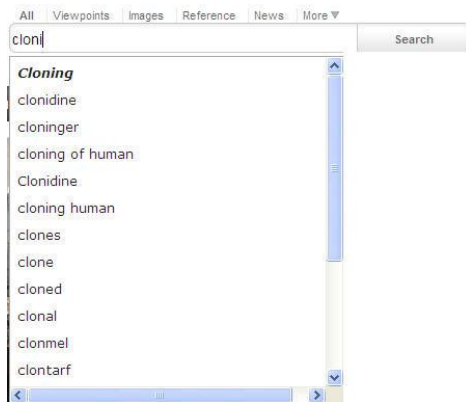 All Viewpoints Images Reference News More ▼
cloni Search
Cloning
clonidine
cloninger
cloning of human
Clonidine
cloning human
clones
clone
cloned
clonal
clonmel
clontarf